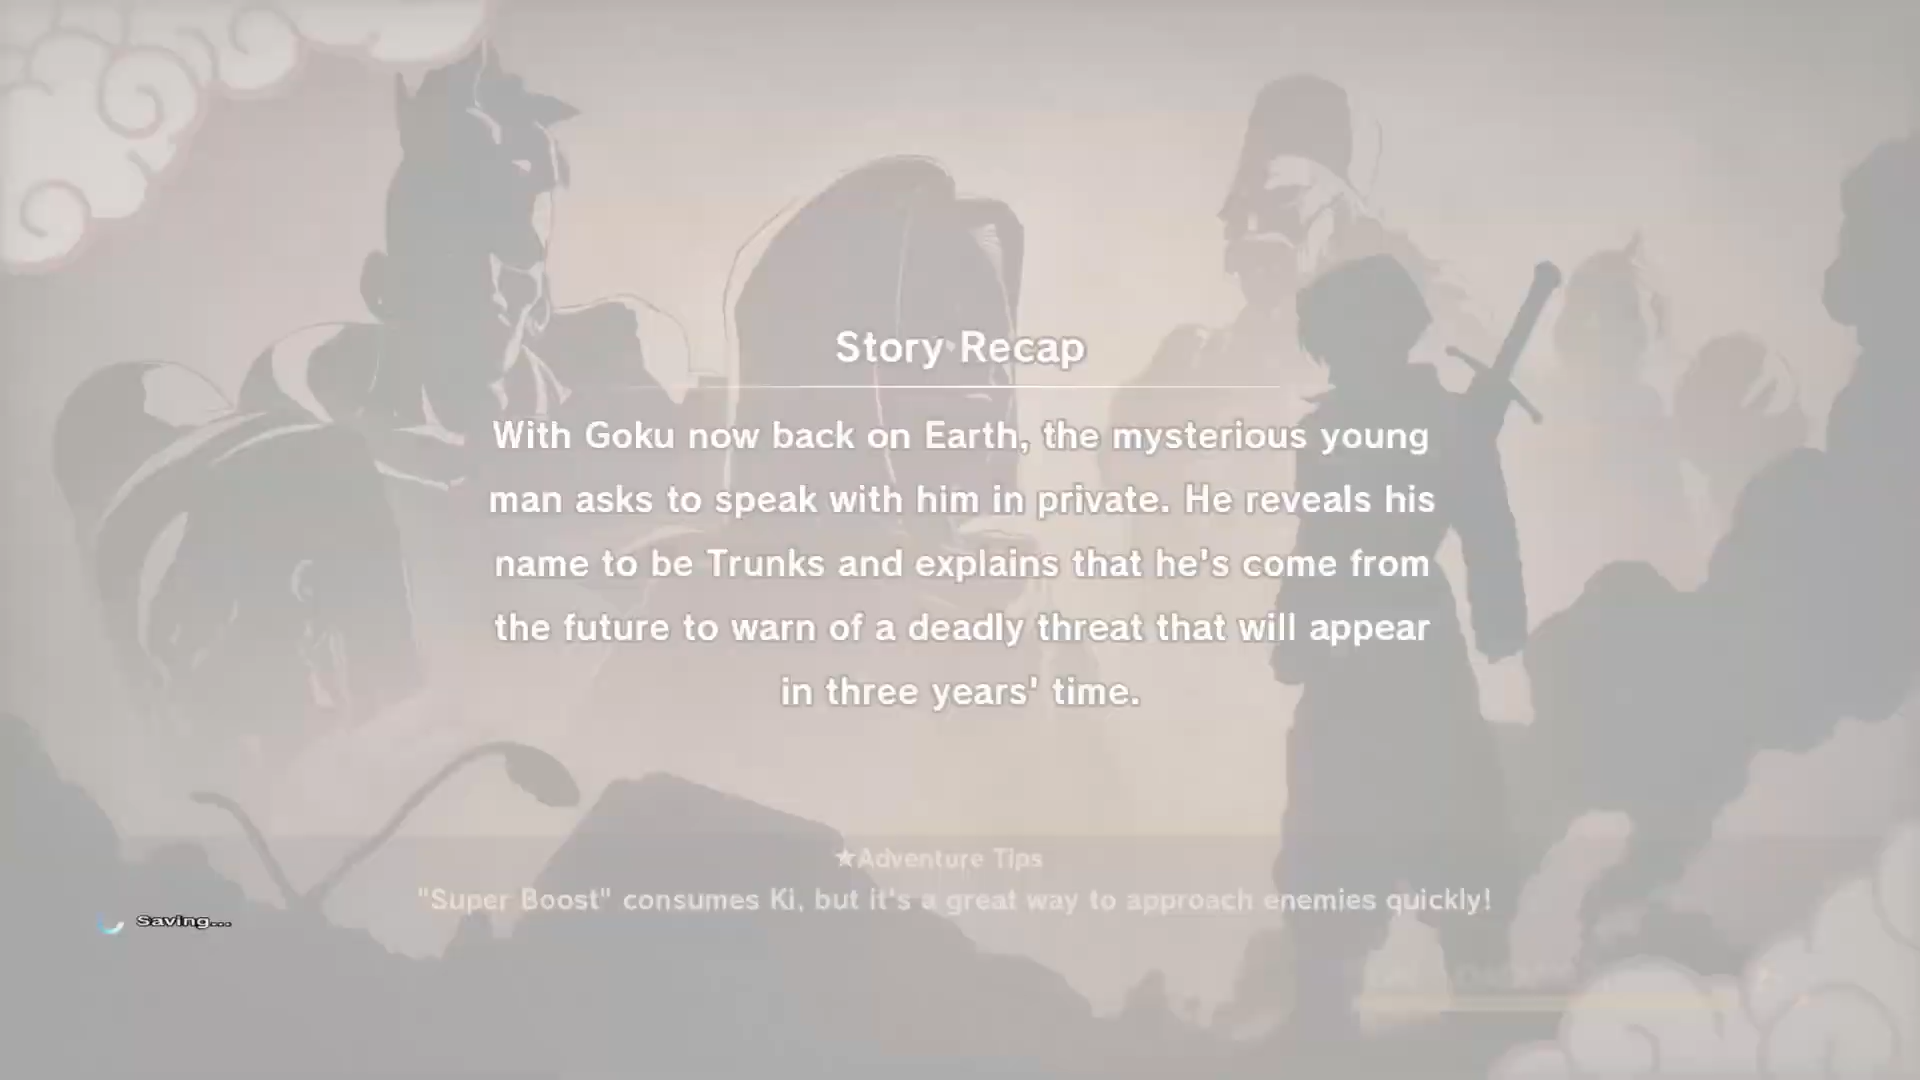 Story Recap
With Goku now back on Earth, the mysterious young
man asks to speak with him in private. He reveals his
name to be Trunks and explains that he's come from
the future to warn of a deadly threat that will appear
in three years' time.
★Adventure Tips
"Super Boost" consumes Ki, but it's a great way to approach enemies quickly!
Saving...